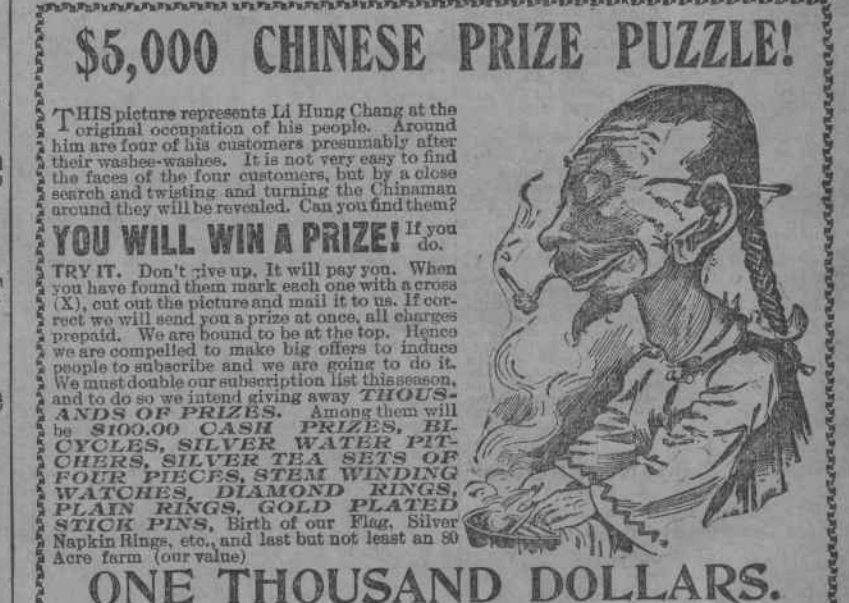 $5,000 CHINESE PRIZE PUZZLE!
THIS picture represents Li Hung Chang at the
original occupation of his people. Around
him are four of his customers presumably after
their washee-washee. It is not very easy to find
the faces of the four customers, but by a close
search and twisting and turning the Chinaman
around they will be revealed. Can you find them?
YOU WILL WIN A PRIZE! If you
do.
TRY IT. Don't give up. It will pay you. When
you have found them mark each one with a cross
(X), cut out the picture and mail it to us. If cor-
rect we will send you a prize at once, all charges
prepaid. We are bound to be at the top. Hence
we are compelled to make big offers to induce
people to subscribe and we are going to do it.
We must double our subscription list this season,
and to do so we intend giving away THOUS-
ANDS OF PRIZES. Among them will
be $100.00 CASH PRIZES, BI-
CYCLES, SILVER WATER PIT-
CHERS, SILVER TEA SETS OF
FOUR PIECES, STEM WINDING
WATCHES, DIAMOND RINGS,
PLAIN RINGS, GOLD PLATED
STICK PINS, Birth of our Flag, Silver
Napkin Rings, etc., and last but not least an 80
Acre farm (our value)
ONE THOUSAND DOLLARS.